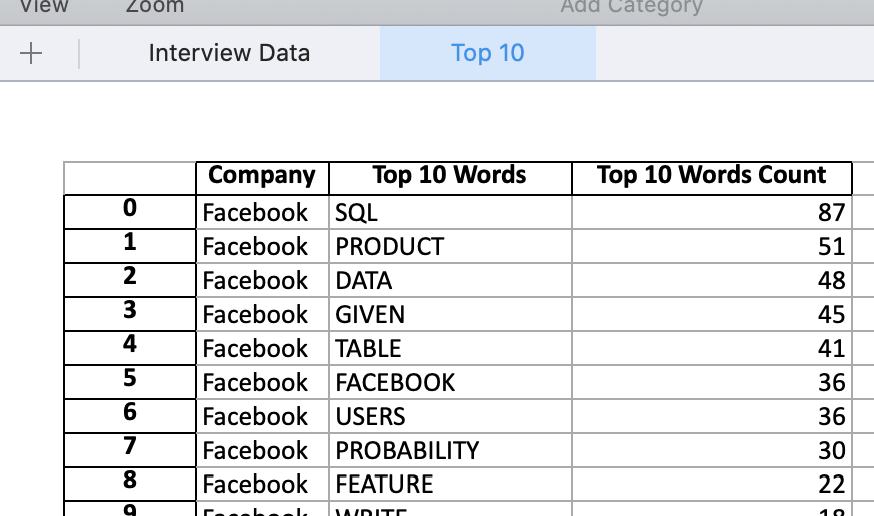 View Zoom Add Category
Interview Data Top 10
Company Top 10 Words Top 10 Words Count
0 Facebook SQL 87
1 Facebook PRODUCT 51
2 Facebook DATA 48
3 Facebook GIVEN 45
4 Facebook TABLE 41
5 Facebook FACEBOOK 36
6 Facebook USERS 36
7 Facebook PROBABILITY 30
8 Facebook FEATURE 22
9 Facebook WRITE 18